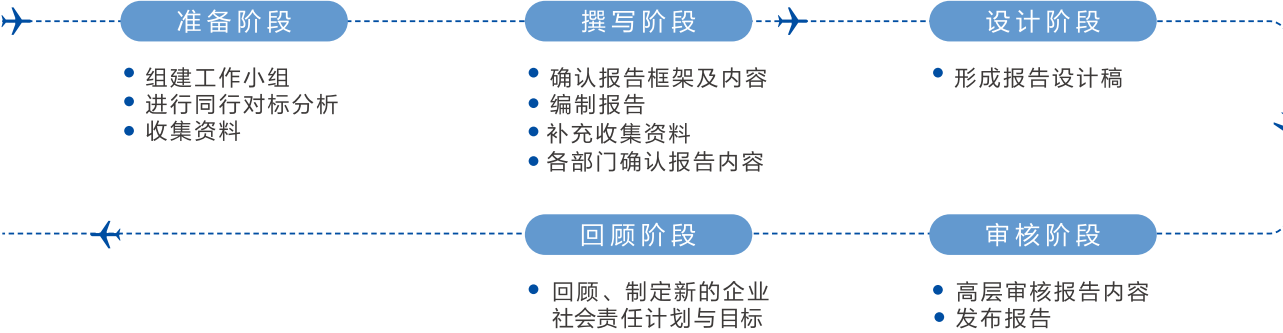 准备阶段
组建工作小组
进行同行对标分析
收集资料
撰写阶段
确认报告框架及内容
编制报告
补充收集资料
各部门确认报告内容
设计阶段
形成报告设计稿
审核阶段
高层审核报告内容
发布报告
回顾阶段
回顾、制定新的企业
社会责任计划与目标